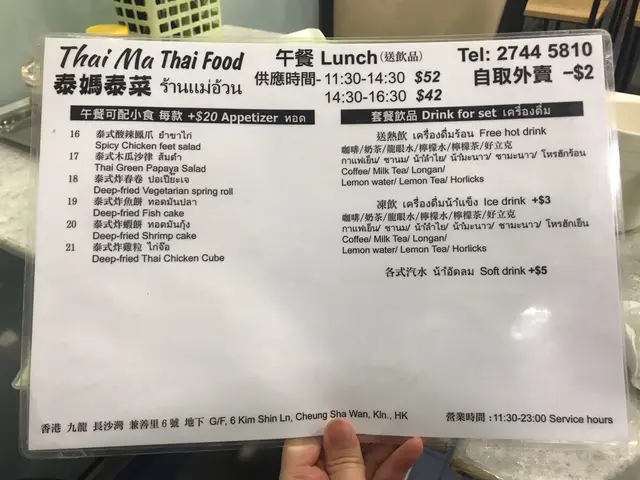 Thai Ma Thai Food
泰媽泰菜 ร้านแม่อ้วน
午餐 Lunch (送飲品)
供應時間- 11:30-14:30 $52
14:30-16:30 $42
Tel: 2744 5810
自取外賣 –$2
午餐可配小食 每款 +$20 Appetizer ทอด
16 泰式酸辣鳳爪 ยำขาไก่
Spicy Chicken feet salad
17 泰式木瓜沙律 ส้มตำ
Thai Green Papaya Salad
18 泰式炸春卷 ปอเปี๊ยะเจ
Deep-fried Vegetarian spring roll
19 泰式炸魚餅 ทอดมันปลา
Deep-fried Fish cake
20 泰式炸蝦餅 ทอดมันกุ้ง
Deep-fried Shrimp cake
21 泰式炸雞粒 ไก่จ๊อ
Deep-fried Thai Chicken Cube
套餐飲品 Drink for set เครื่องดื่ม
送熱飲 เครื่องดื่มร้อน Free hot drink
咖啡/奶茶/龍眼水/檸檬水/檸檬茶/好立克
กาแฟเย็น/ ชานม/ น้ำลำไย/ น้ำมะนาว/ ชามะนาว/ โหรฮักร้อน
Coffee/ Milk Tea/ Longan/
Lemon water/ Lemon Tea/ Horlicks
凍飲 เครื่องดื่มน้ำแข็ง Ice drink +$3
咖啡/奶茶/龍眼水/檸檬水/檸檬茶/好立克
กาแฟเย็น/ ชานม/ น้ำลำไย/ น้ำมะนาว/ ชามะนาว/ โหรฮักเย็น
Coffee/ Milk Tea/ Longan/
Lemon water/ Lemon Tea/ Horlicks
各式汽水 น้ำอัดลม Soft drink +$5
香港 九龍 長沙灣 兼善里 6 號 地下 G/F, 6 Kim Shin Ln, Cheung Sha Wan, Kln., HK
營業時間 : 11:30-23:00 Service hours